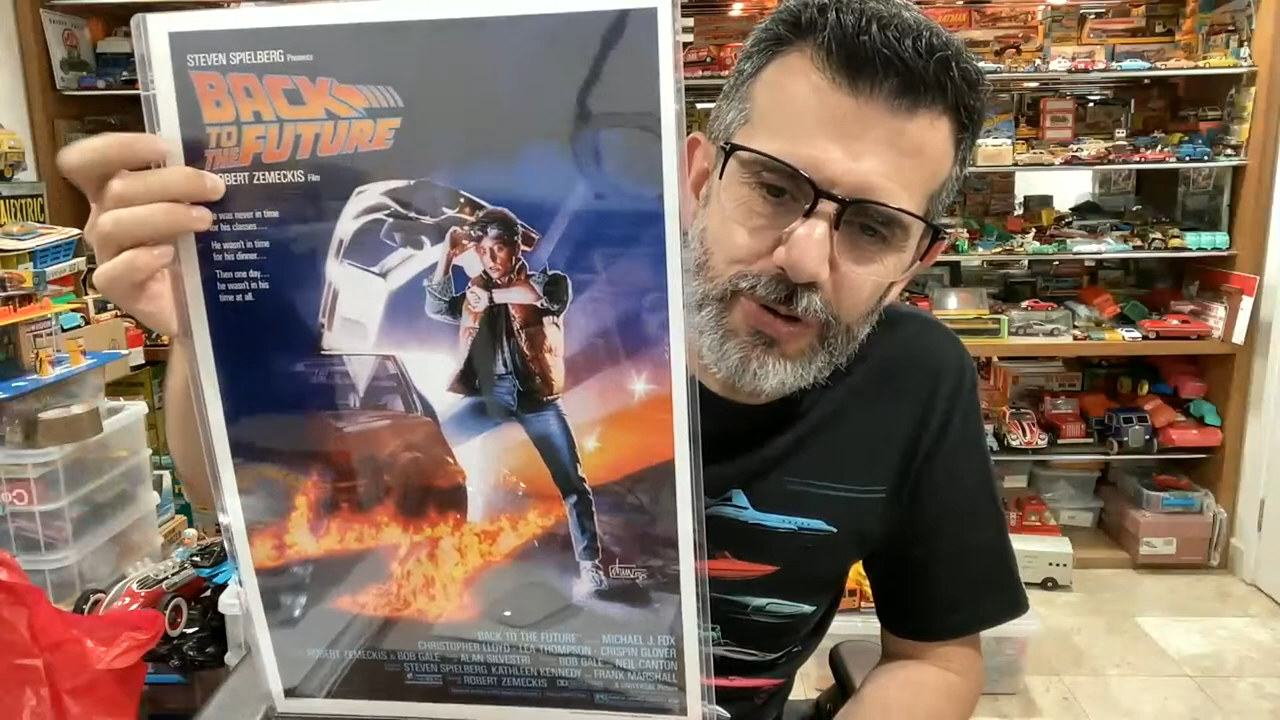 STEVEN SPIELBERG Presents
BACK
TO THE FUTURE
ROBERT ZEMECKIS Film
He was never in time
for his classes...
He wasn't in time
for his dinner...
Then one day...
he wasn't in his
time at all.
"BACK TO THE FUTURE" MICHAEL J. FOX
CHRISTOPHER LLOYD · LEA THOMPSON · CRISPIN GLOVER
ROBERT ZEMECKIS & BOB GALE ALAN SILVESTRI BOB GALE NEIL CANTON
STEVEN SPIELBERG KATHLEEN KENNEDY FRANK MARSHALL
ROBERT ZEMECKIS
A UNIVERSAL Picture
ALEXTRIC
BATMAN